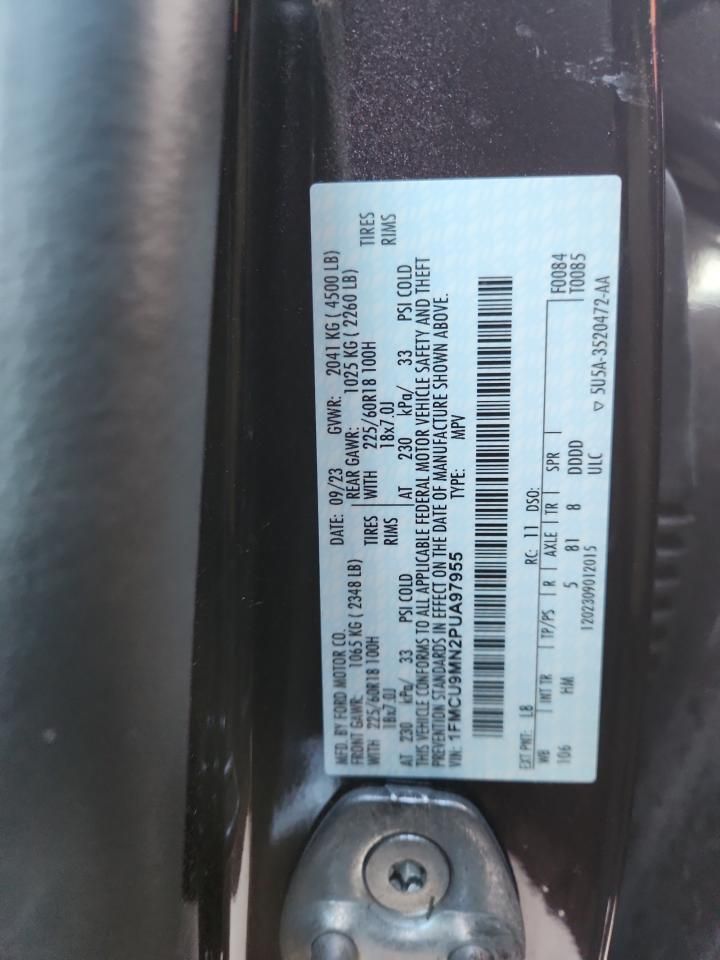 MFD. BY FORD MOTOR CO. DATE: 09/23 GVWR: 2041 KG ( 4500 LB)
FRONT GAWR: 1065 KG ( 2348 LB) REAR GAWR: 1025 KG ( 2260 LB)
WITH 225/60R18 100H TIRES WITH 225/60R18 100H TIRES
18x7.0J RIMS 18x7.0J RIMS
AT 230 kPa/ 33 PSI COLD AT 230 kPa/ 33 PSI COLD
THIS VEHICLE CONFORMS TO ALL APPLICABLE FEDERAL MOTOR VEHICLE SAFETY AND THEFT
PREVENTION STANDARDS IN EFFECT ON THE DATE OF MANUFACTURE SHOWN ABOVE.
VIN: 1FMCU9MN2PUA97955 TYPE: MPV
EXT PNT: LB RC: 11 DSO:
WB INT TR TP/PS R AXLE TR SPR F0084
106 HM 5 81 8 DDDD T0085
1202309012015 ULC ▽ 5U5A-3520472-AA